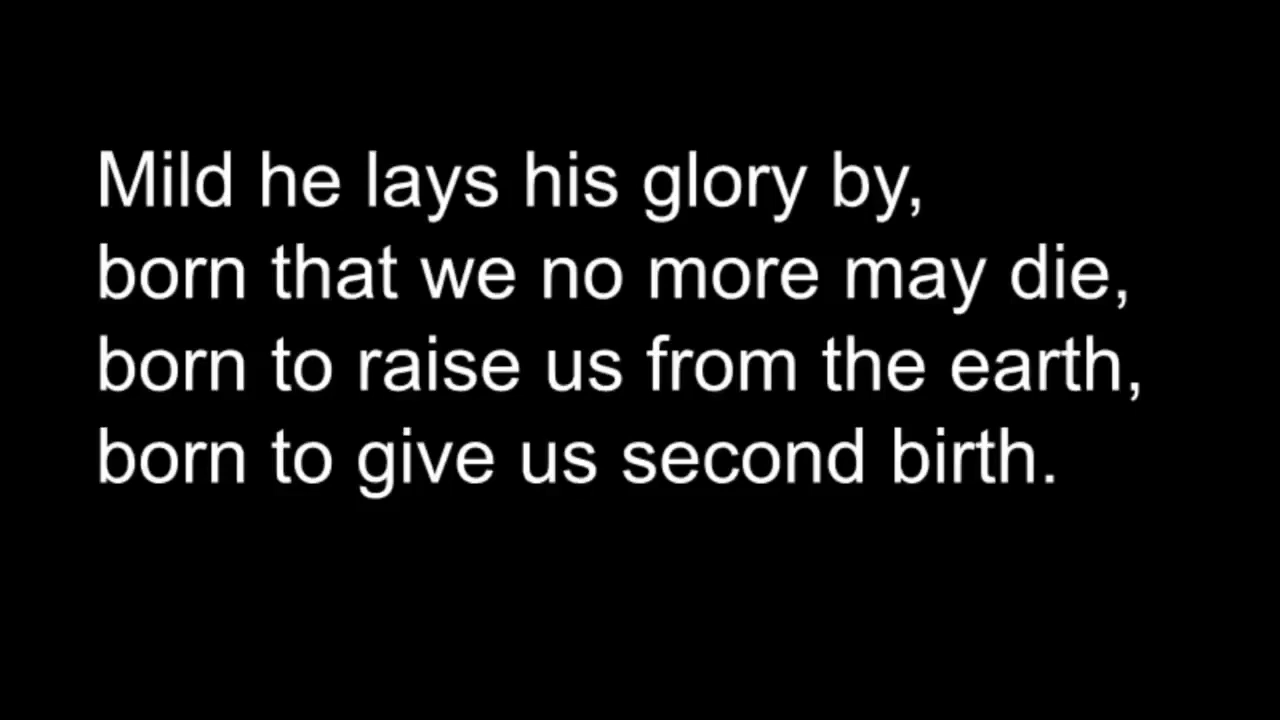 Mild he lays his glory by,
born that we no more may die,
born to raise us from the earth,
born to give us second birth.